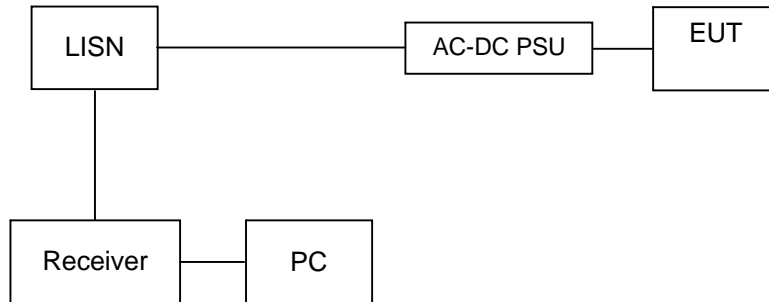 LISN
AC-DC PSU
EUT
Receiver
PC